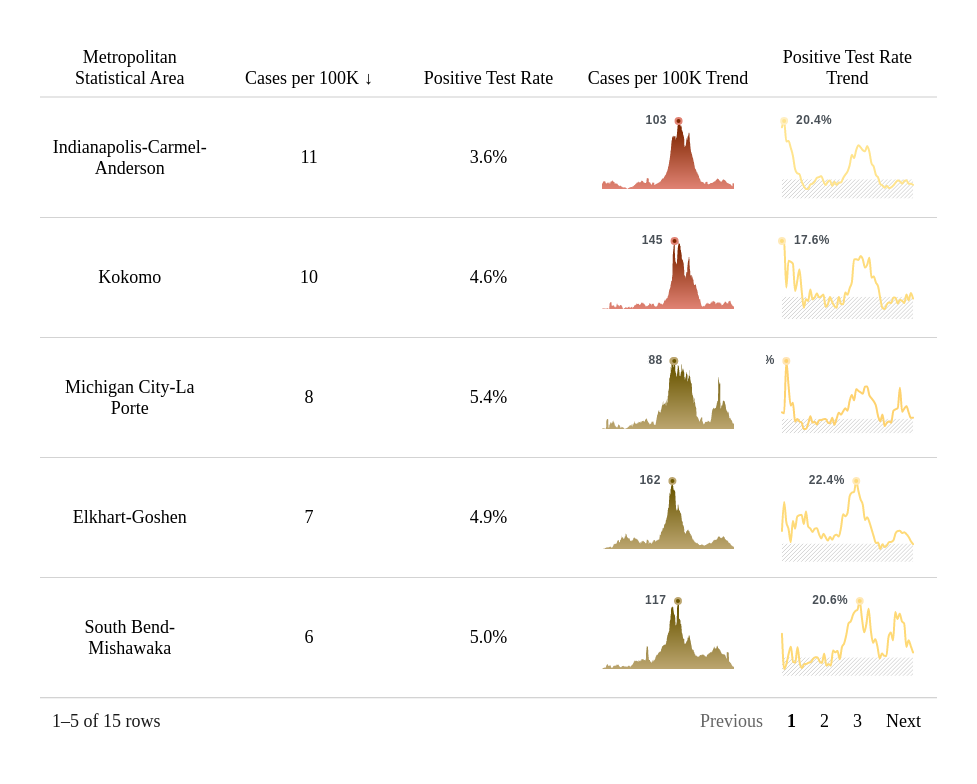 Metropolitan
Statistical Area
Cases per 100K ↓
Positive Test Rate
Cases per 100K Trend
Positive Test Rate
Trend
Indianapolis-Carmel-
Anderson
11
3.6%
103
20.4%
Kokomo
10
4.6%
145
17.6%
Michigan City-La
Porte
8
5.4%
88
%
Elkhart-Goshen
7
4.9%
162
22.4%
South Bend-
Mishawaka
6
5.0%
117
20.6%
1–5 of 15 rows
Previous 1 2 3 Next